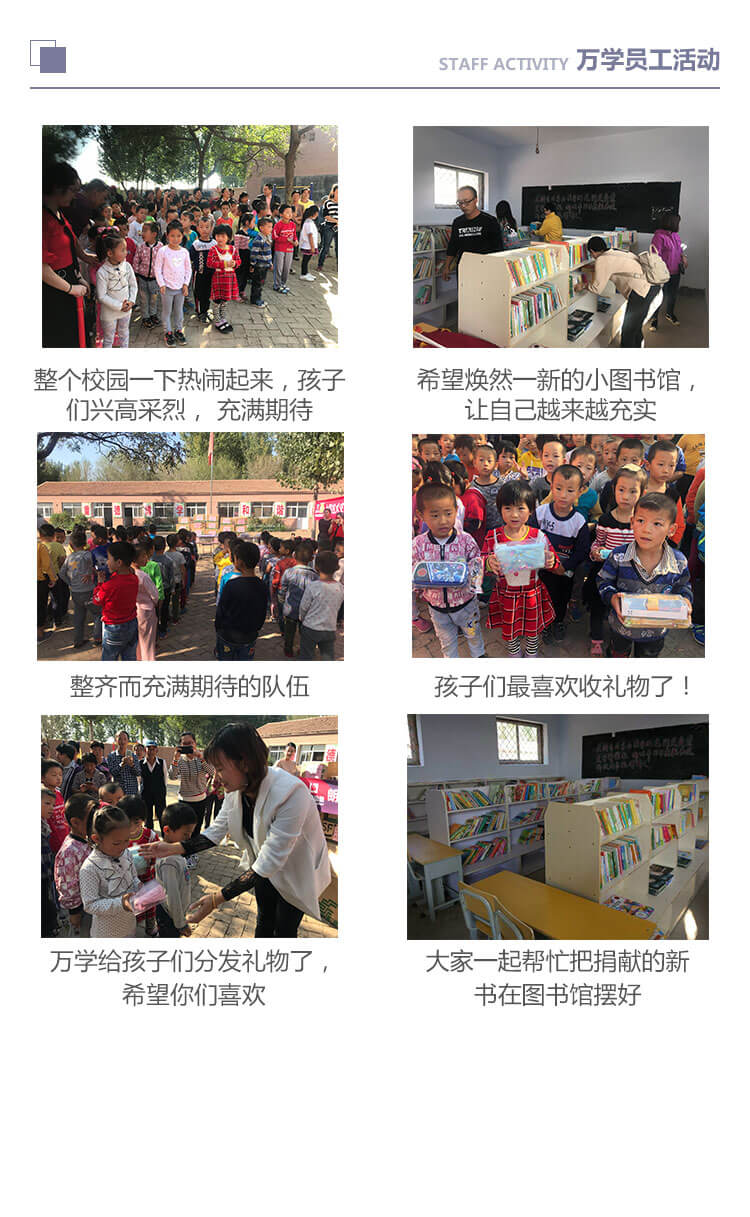 STAFF ACTIVITY 万学员工活动
整个校园一下热闹起来，孩子
们兴高采烈， 充满期待
希望焕然一新的小图书馆，
让自己越来越充实
整齐而充满期待的队伍
孩子们最喜欢收礼物了！
万学给孩子们分发礼物了，
希望你们喜欢
大家一起帮忙把捐献的新
书在图书馆摆好